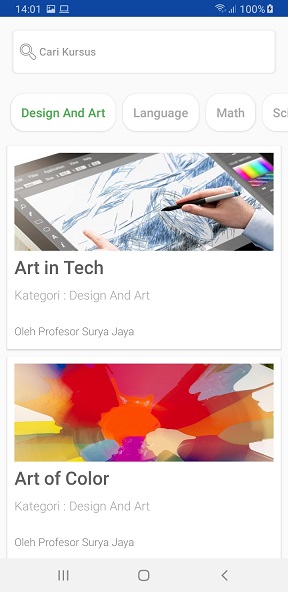 14:01 100%
Cari Kursus
Design And Art Language Math
Art in Tech
Kategori : Design And Art
Oleh Profesor Surya Jaya
Art of Color
Kategori : Design And Art
Oleh Profesor Surya Jaya